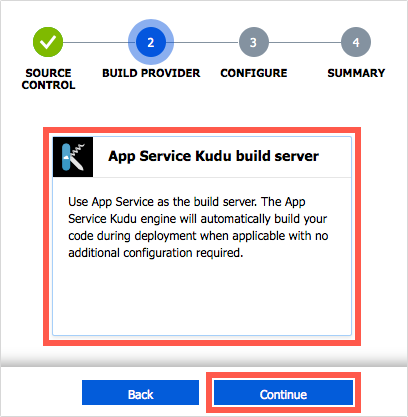 2
3
4
SOURCE
CONTROL
BUILD PROVIDER
CONFIGURE
SUMMARY
App Service Kudu build server
Use App Service as the build server. The App
Service Kudu engine will automatically build your
code during deployment when applicable with no
additional configuration required.
Back
Continue